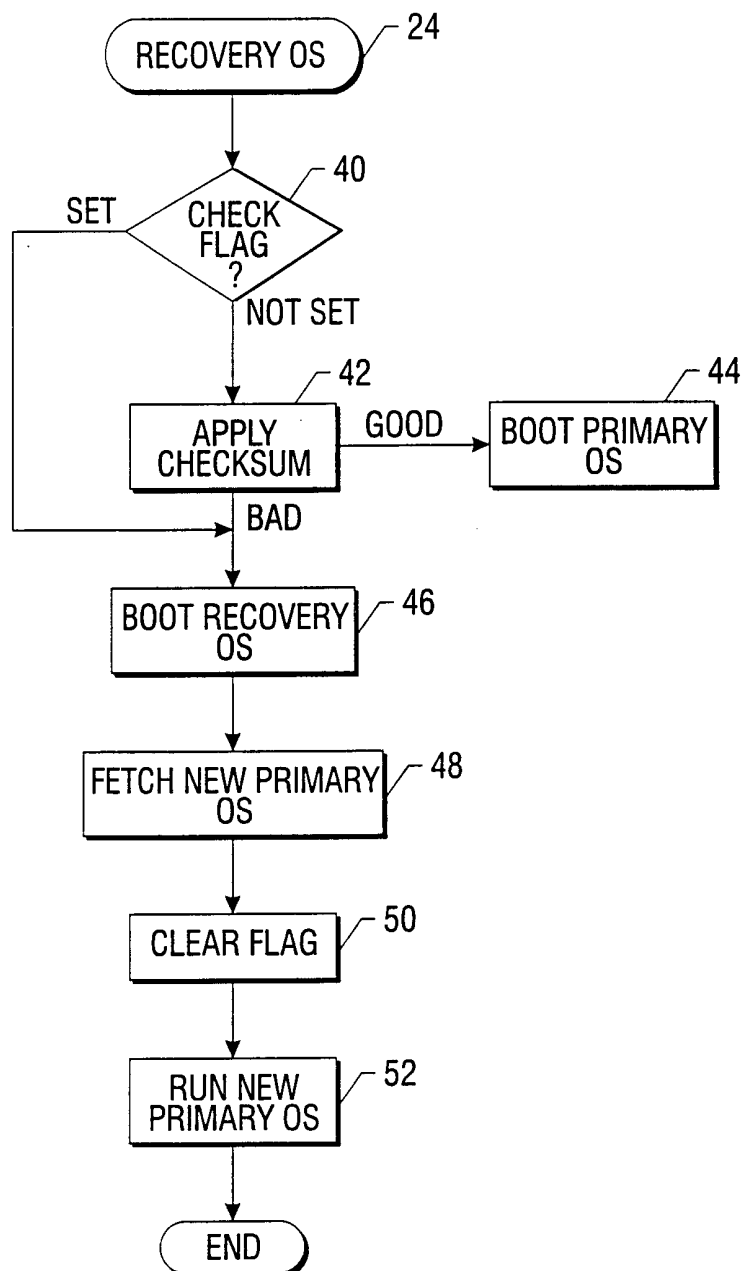 RECOVERY OS
24
40
SET
CHECK
FLAG
?
NOT SET
42
44
APPLY
CHECKSUM
GOOD
BOOT PRIMARY
OS
BAD
BOOT RECOVERY
OS
46
FETCH NEW PRIMARY
OS
48
CLEAR FLAG
50
RUN NEW
PRIMARY OS
52
END